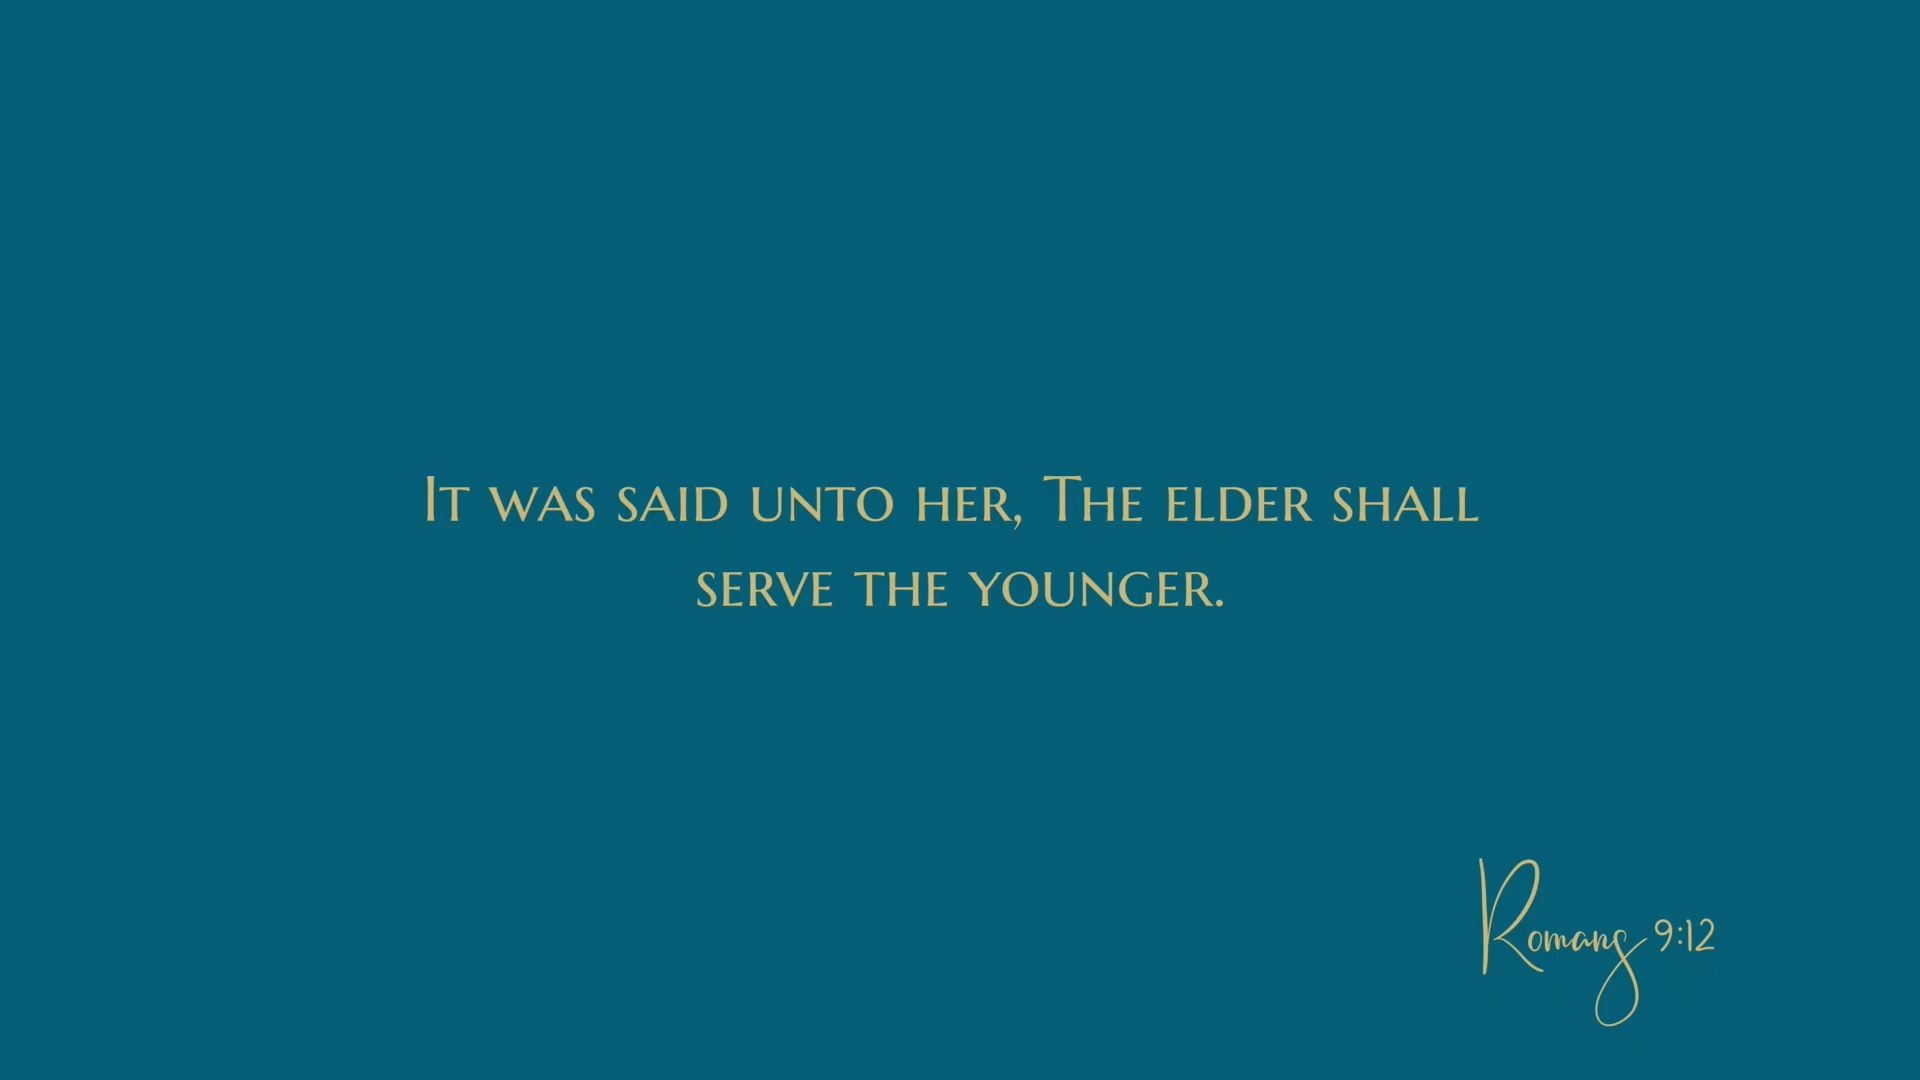 It was said unto her, The elder shall
serve the younger.
Romans 9:12